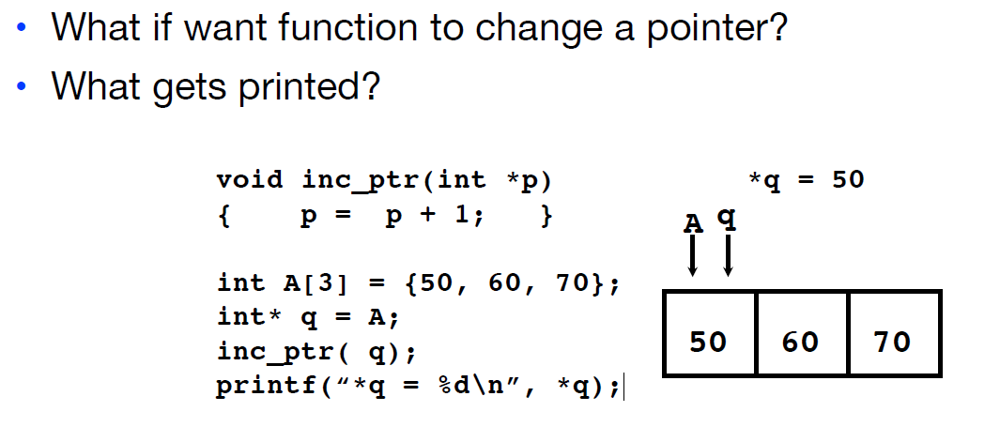 • What if want function to change a pointer?
• What gets printed?
void inc_ptr(int *p)
{    p =  p + 1;   }
int A[3] = {50, 60, 70};
int* q = A;
inc_ptr( q);
printf(“*q = %d\n”, *q);
*q = 50
A q
50 60 70